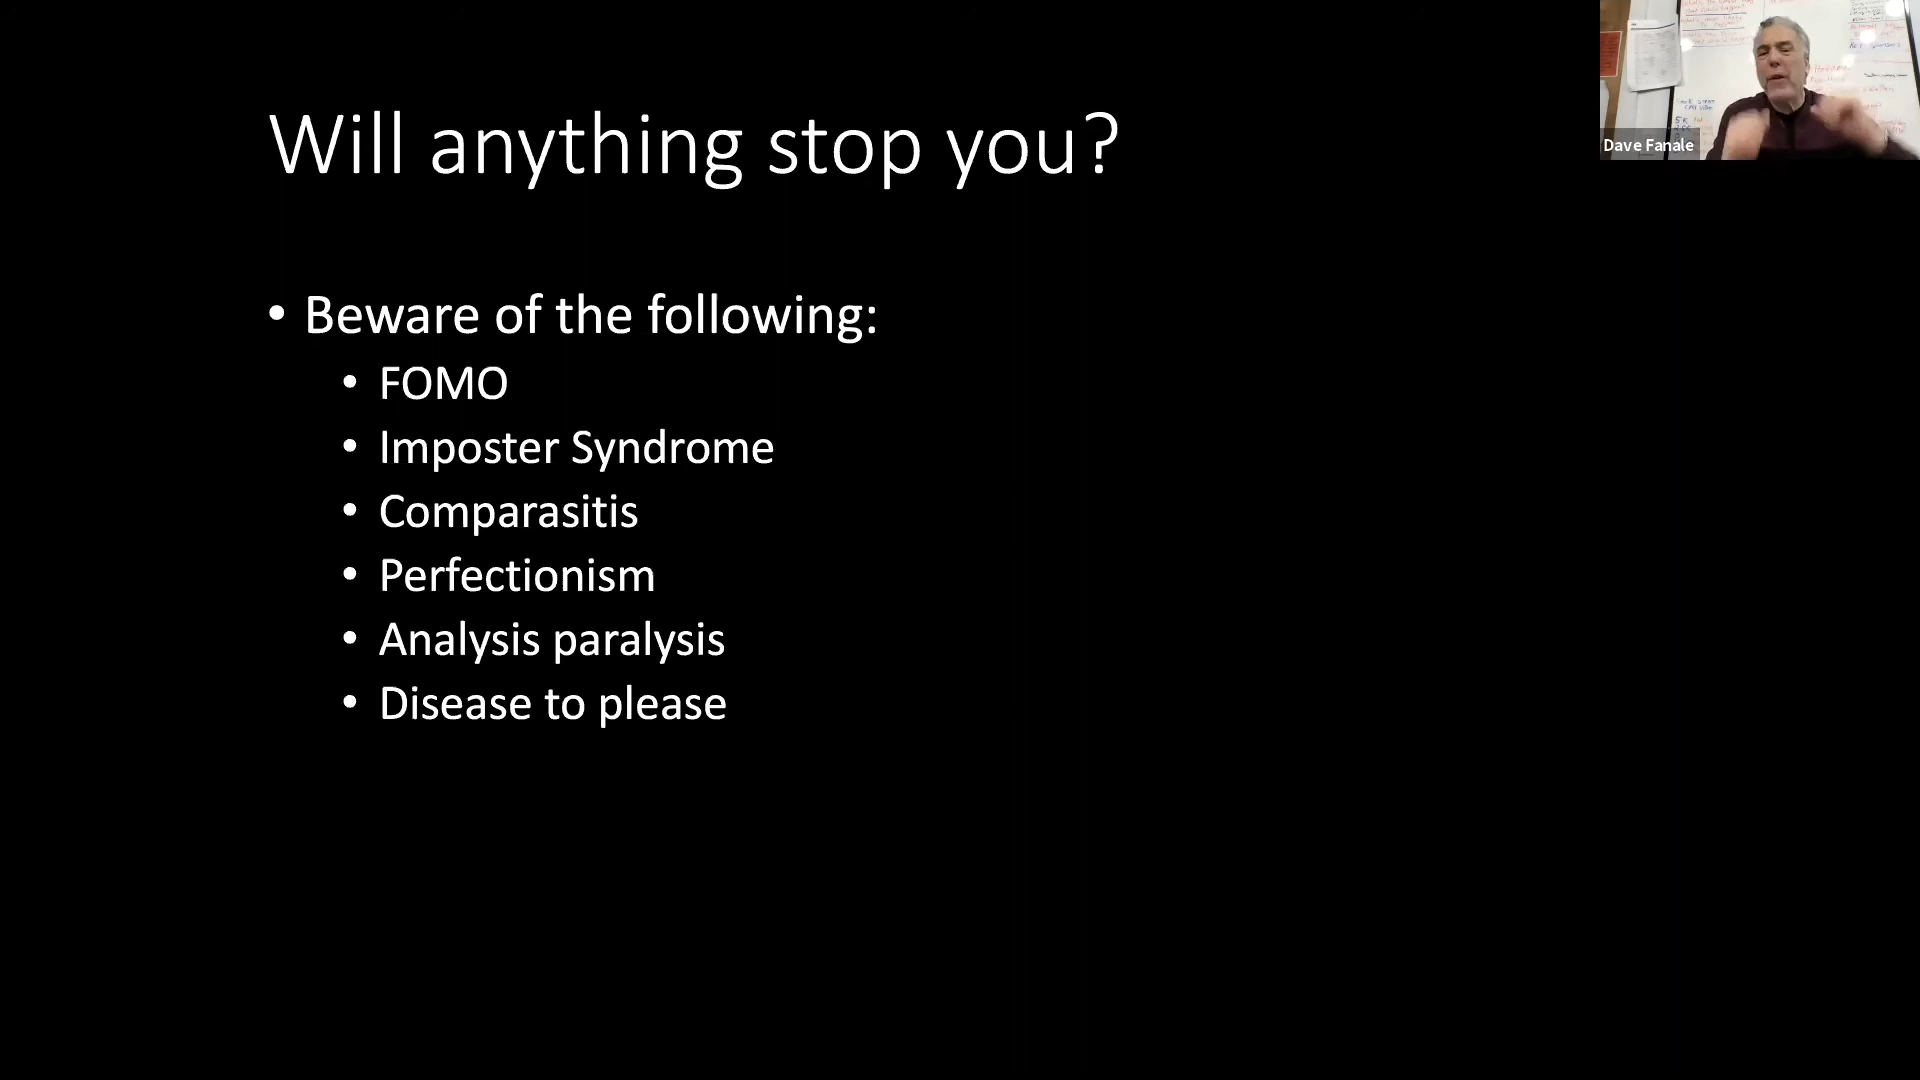 Will anything stop you?
• Beware of the following:
• FOMO
• Imposter Syndrome
• Comparasitis
• Perfectionism
• Analysis paralysis
• Disease to please
Dave Fanale